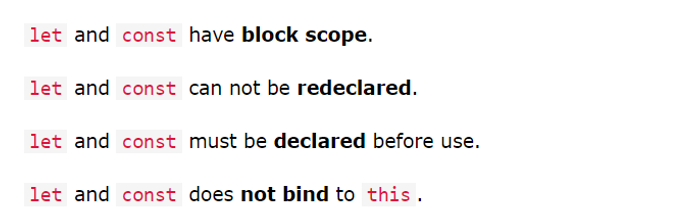 let and const have block scope.
let and const can not be redeclared.
let and const must be declared before use.
let and const does not bind to this.